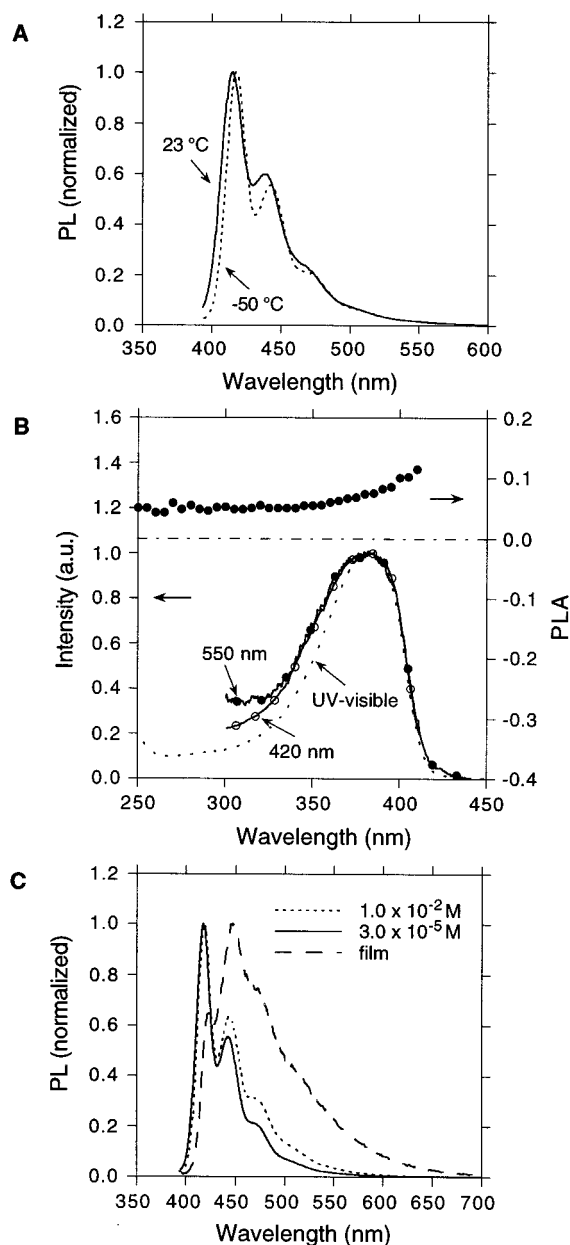 A
1.2
1.0
0.8
0.6
0.4
0.2
0.0
PL (normalized)
23 °C
-50 °C
350 400 450 500 550 600
Wavelength (nm)
B
1.6
1.4
1.2
1.0
0.8
0.6
0.4
0.2
0.0
Intensity (a.u.)
0.2
0.1
0.0
-0.1
-0.2
-0.3
-0.4
PLA
550 nm
UV-visible
420 nm
250 300 350 400 450
Wavelength (nm)
C
1.2
1.0
0.8
0.6
0.4
0.2
0.0
PL (normalized)
1.0 x 10⁻² M
3.0 x 10⁻⁵ M
film
350 400 450 500 550 600 650 700
Wavelength (nm)